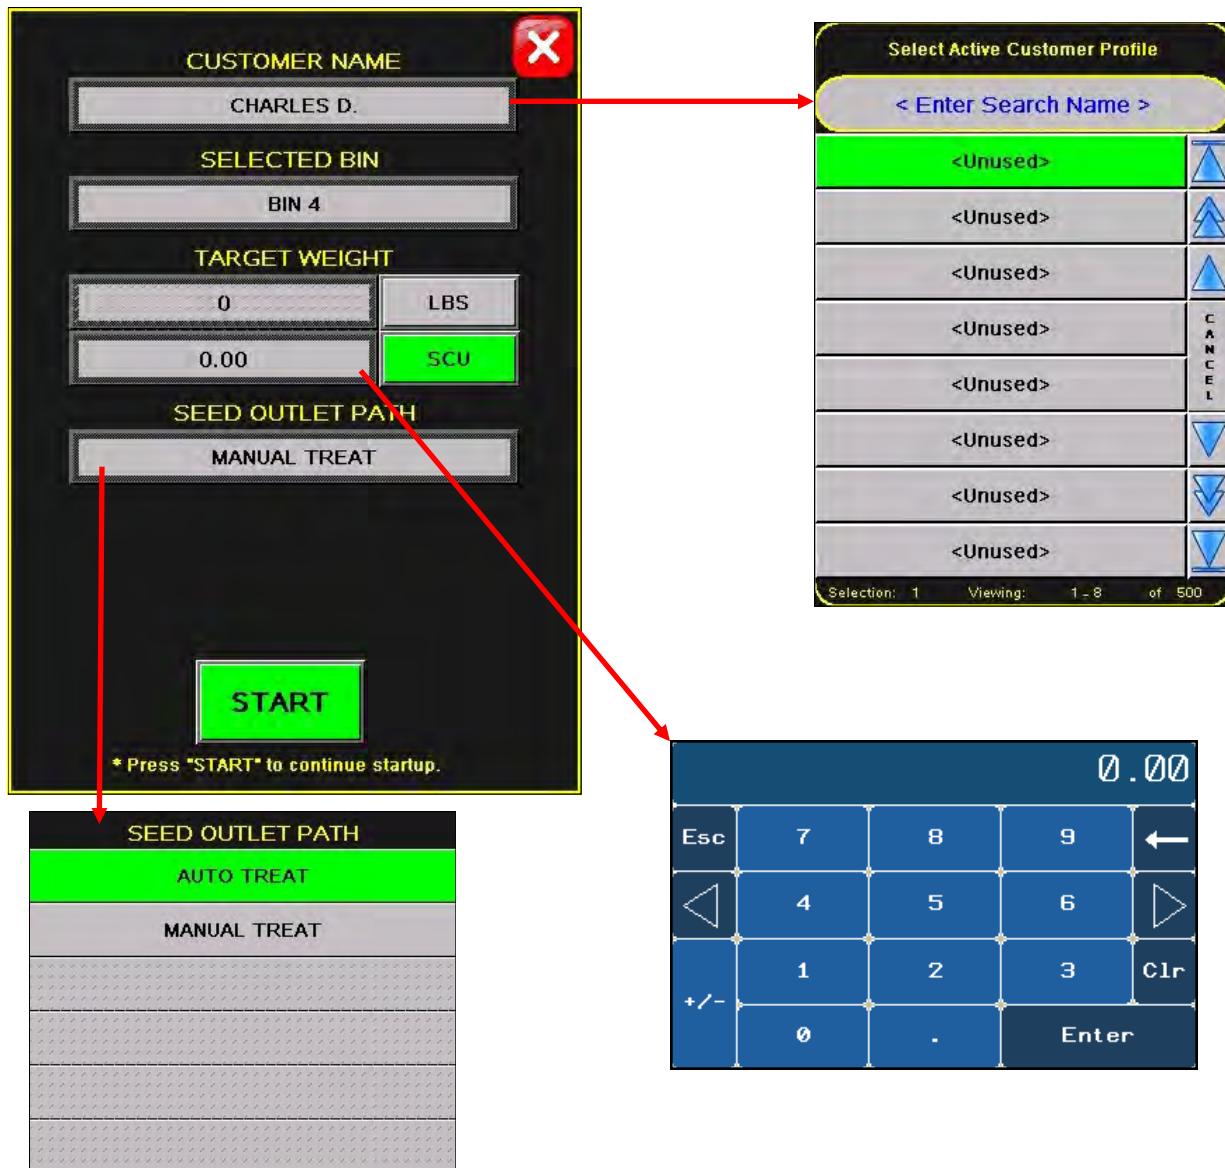 CUSTOMER NAME
CHARLES D.
SELECTED BIN
BIN 4
TARGET WEIGHT
0 LBS
0.00 SCU
SEED OUTLET PATH
MANUAL TREAT
START
* Press "START" to continue startup.
Select Active Customer Profile
< Enter Search Name >
<Unused>
<Unused>
<Unused>
<Unused>
<Unused>
<Unused>
<Unused>
<Unused>
CANCEL
Selection: 1 Viewing: 1 - 8 of 500
SEED OUTLET PATH
AUTO TREAT
MANUAL TREAT
0.00
Esc 7 8 9
4 5 6
1 2 3 Clr
+/-
0 . Enter